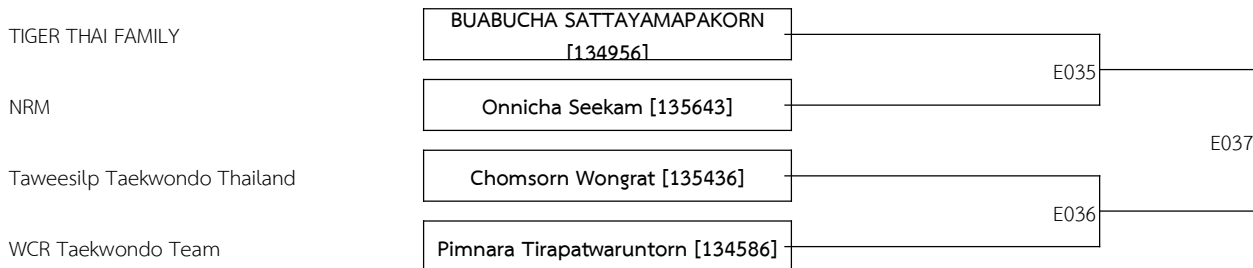 TIGER THAI FAMILY
BUABUCHA SATTAYAMAPAKORN
[134956]
E035
NRM
Onnicha Seekam [135643]
E037
Taweesilp Taekwondo Thailand
Chomsorn Wongrat [135436]
E036
WCR Taekwondo Team
Pimnara Tirapatwaruntorn [134586]